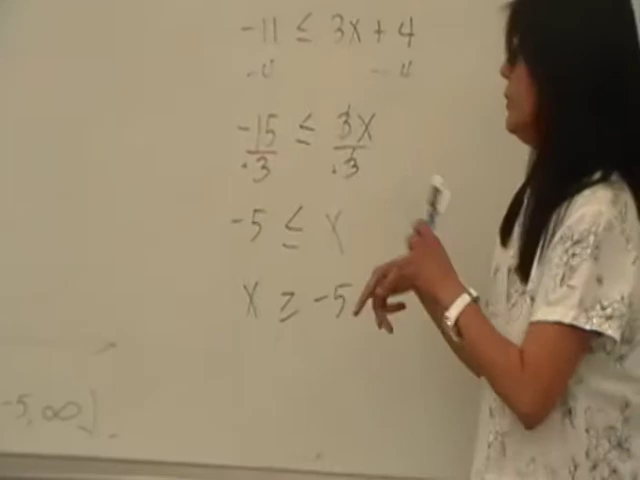 -11 ≤ 3x + 4
-4 -4
-15 ≤ 3x
3 3
-5 ≤ x
x ≥ -5
-5, ∞)